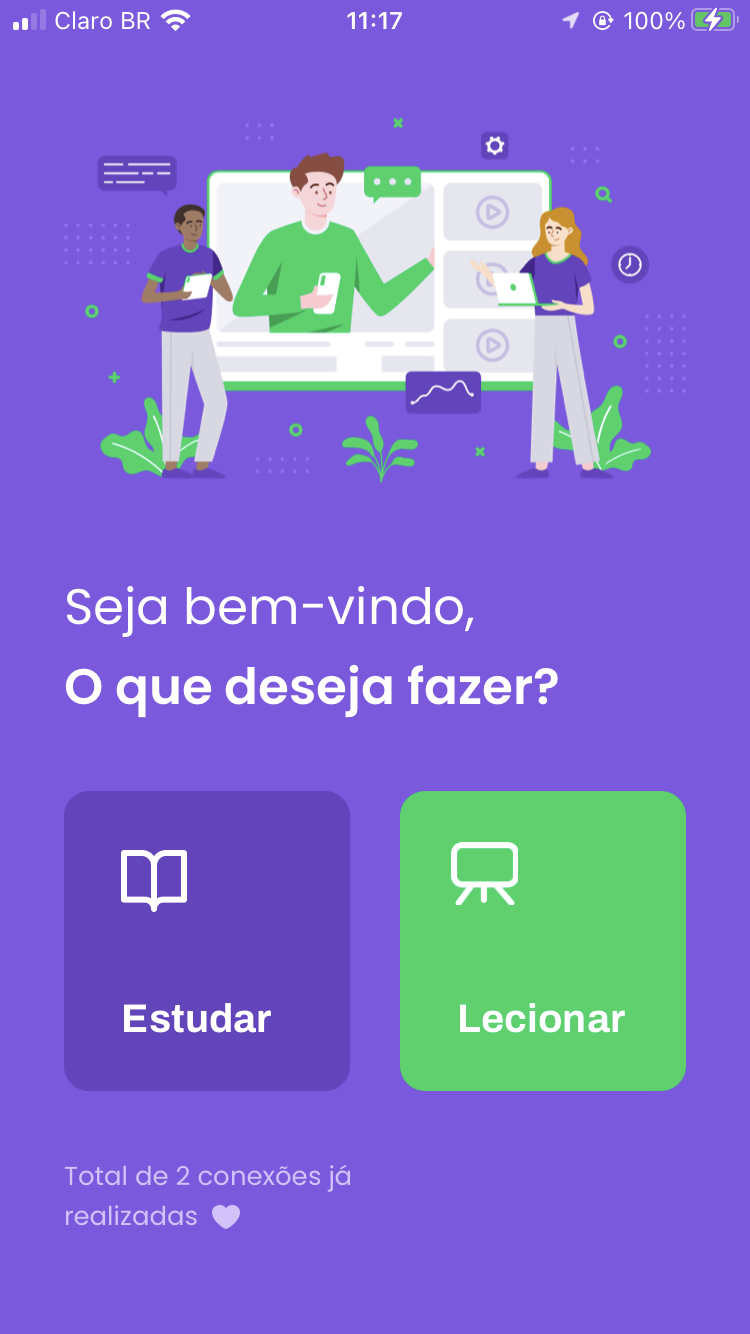 Claro BR 11:17 100%
Seja bem-vindo,
O que deseja fazer?
Estudar Lecionar
Total de 2 conexões já
realizadas